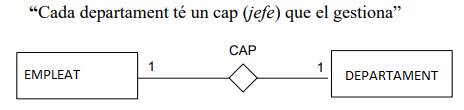 “Cada departament té un cap (jefe) que el gestiona”
CAP
EMPLEAT 1 1 DEPARTAMENT